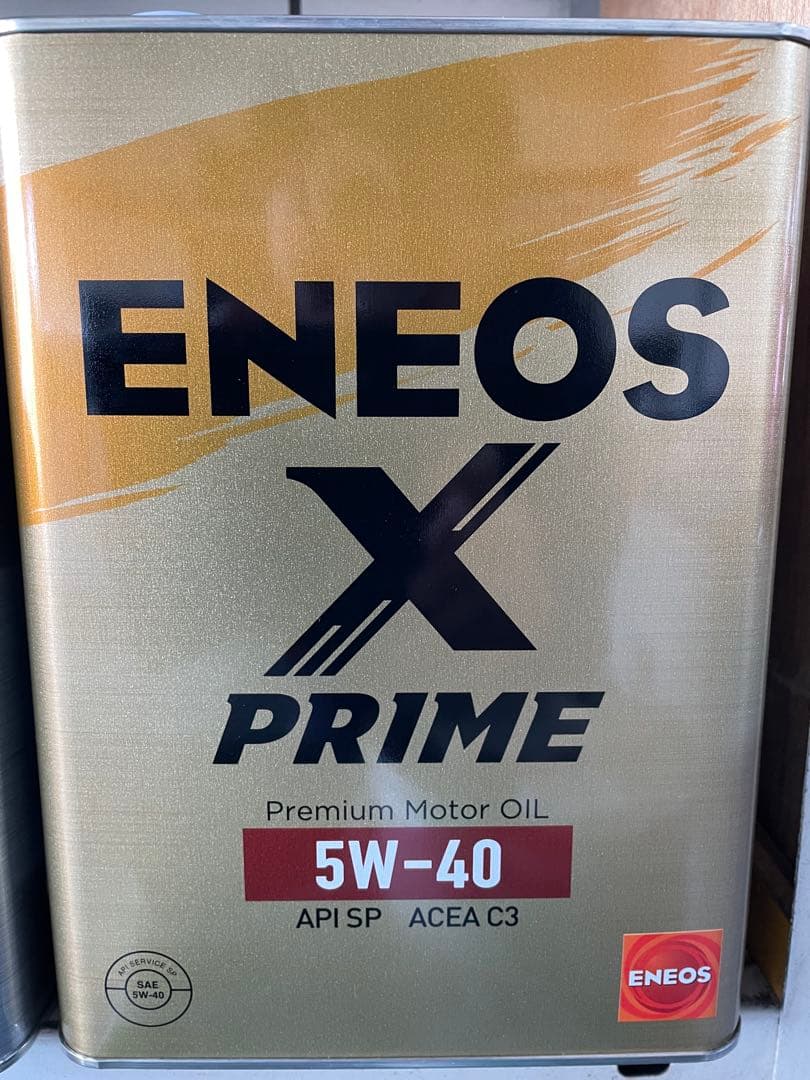 ENEOS
X
PRIME
Premium Motor OIL
5W-40
API SP ACEA C3
API SERVICE SP
SAE
5W-40
ENEOS